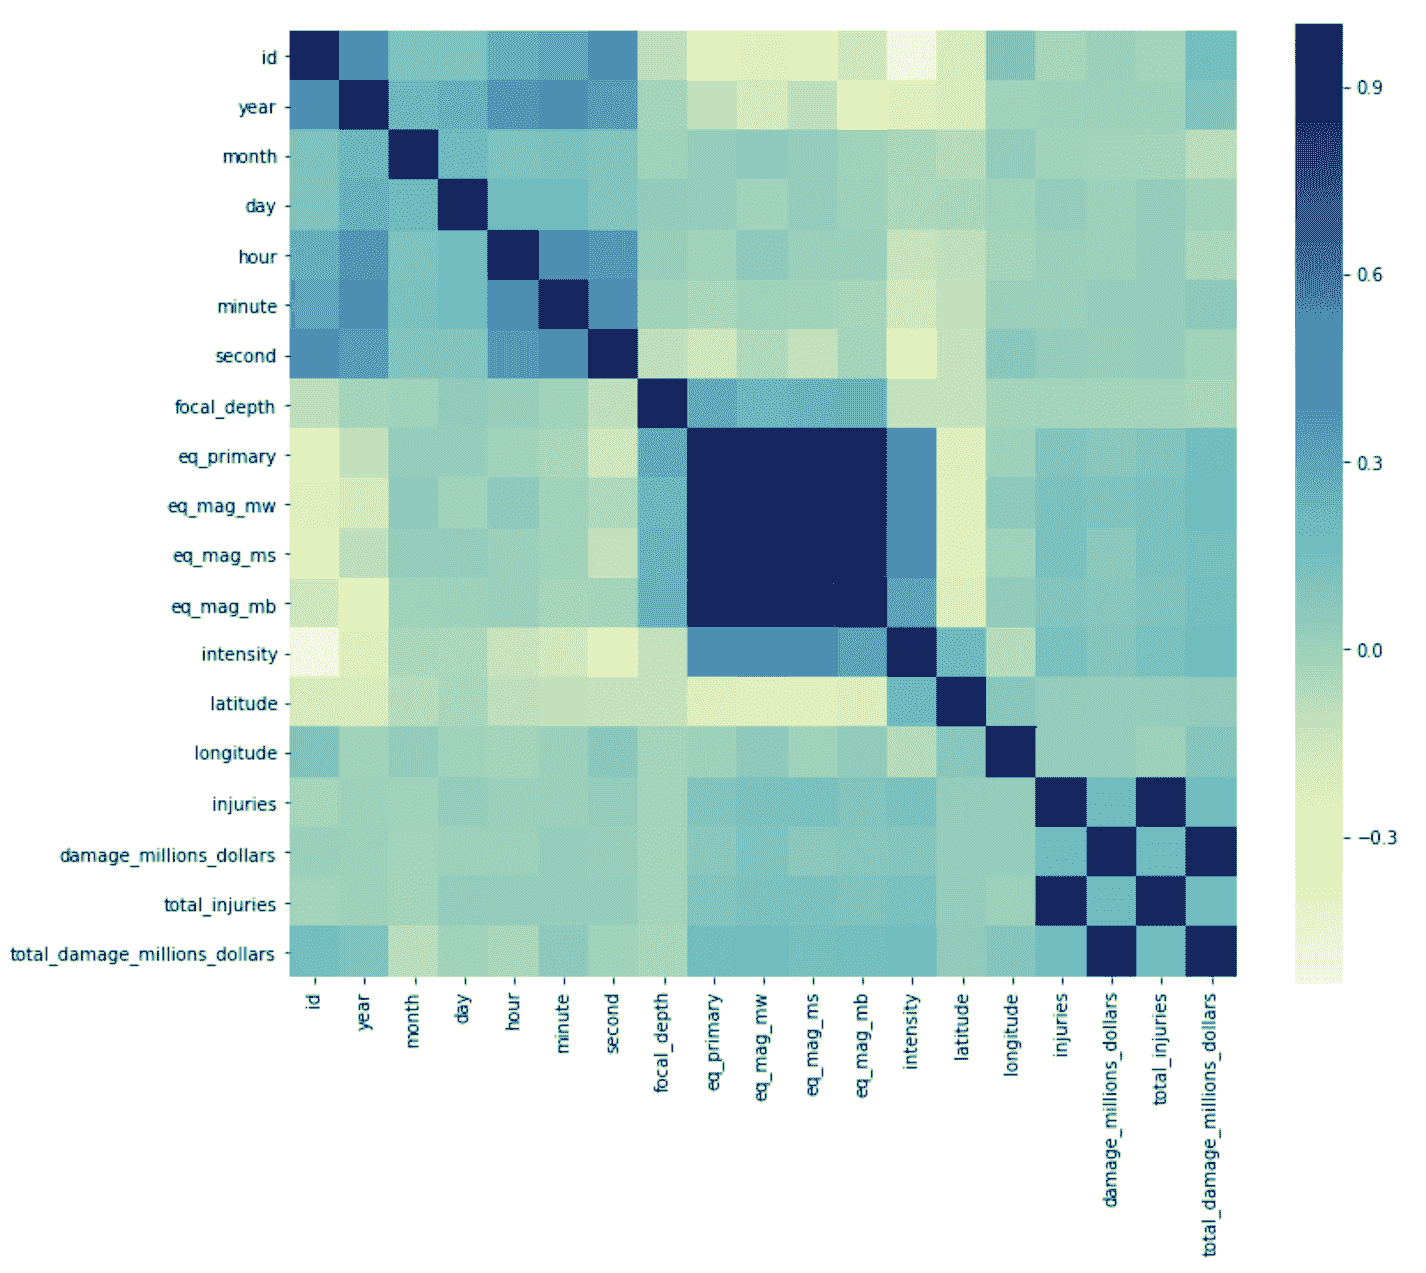 id
year
month
day
hour
minute
second
focal_depth
eq_primary
eq_mag_mw
eq_mag_ms
eq_mag_mb
intensity
latitude
longitude
injuries
damage_millions_dollars
total_injuries
total_damage_millions_dollars
id
year
month
day
hour
minute
second
focal_depth
eq_primary
eq_mag_mw
eq_mag_ms
eq_mag_mb
intensity
latitude
longitude
injuries
damage_millions_dollars
total_injuries
total_damage_millions_dollars
0.9
0.6
0.3
0.0
−0.3